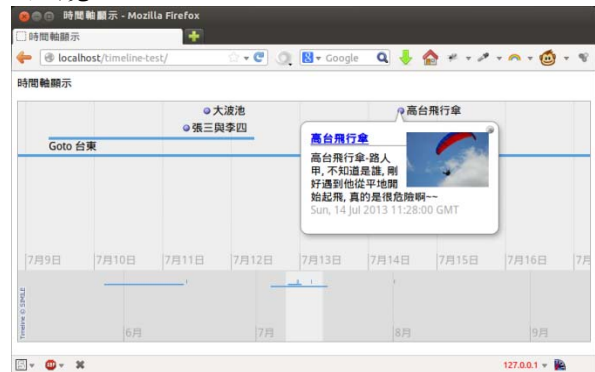 時間軸顯示 - Mozilla Firefox
時間軸顯示
localhost/timeline-test/
Google
時間軸顯示
大波池
高台飛行傘
張三與李四
Goto 台東
高台飛行傘
高台飛行傘-路人
甲, 不知道是誰, 剛
好遇到他從平地開
始起飛, 真的是很危險啊~~
Sun, 14 Jul 2013 11:28:00 GMT
7月9日 7月10日 7月11日 7月12日 7月13日 7月14日 7月15日 7月16日 7月
Timeline © SIMILE
6月 7月 8月 9月
127.0.0.1